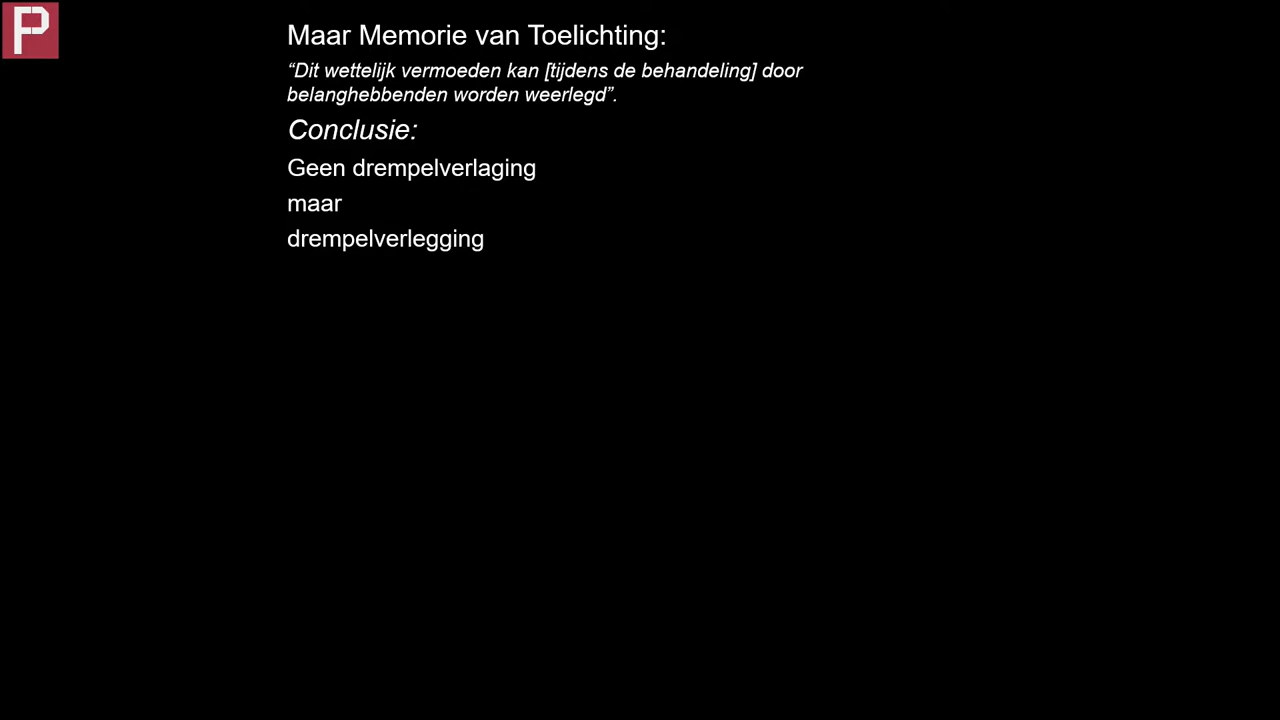 P
Maar Memorie van Toelichting:
“Dit wettelijk vermoeden kan [tijdens de behandeling] door
belanghebbenden worden weerlegd”.
Conclusie:
Geen drempelverlaging
maar
drempelverlegging